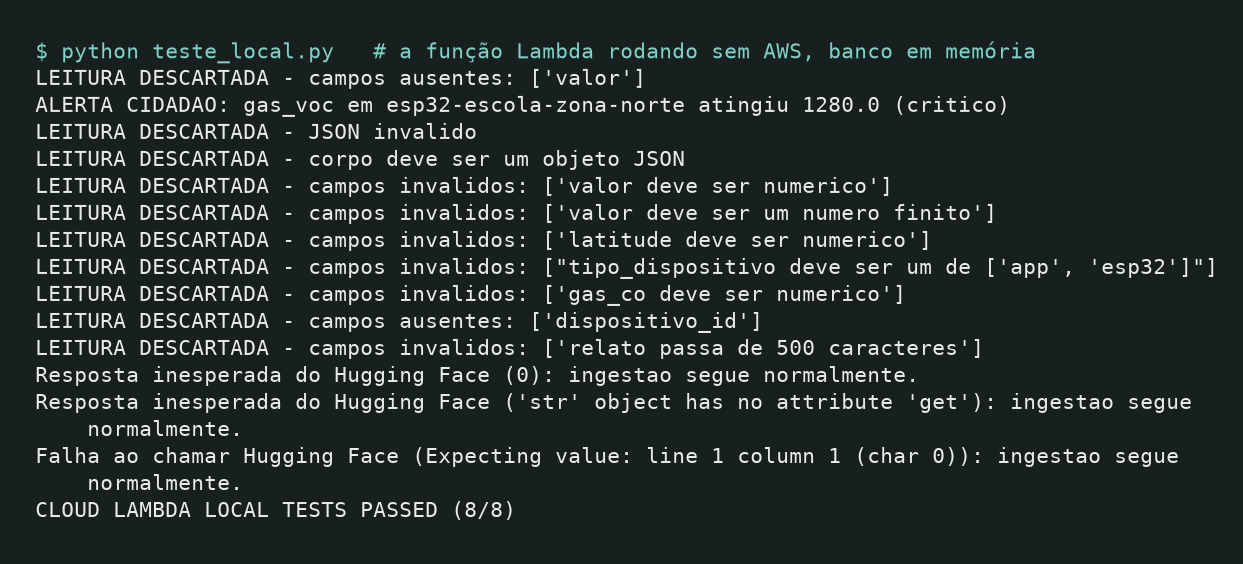 $ python teste_local.py   # a função Lambda rodando sem AWS, banco em memória
LEITURA DESCARTADA - campos ausentes: ['valor']
ALERTA CIDADAO: gas_voc em esp32-escola-zona-norte atingiu 1280.0 (critico)
LEITURA DESCARTADA - JSON invalido
LEITURA DESCARTADA - corpo deve ser um objeto JSON
LEITURA DESCARTADA - campos invalidos: ['valor deve ser numerico']
LEITURA DESCARTADA - campos invalidos: ['valor deve ser um numero finito']
LEITURA DESCARTADA - campos invalidos: ['latitude deve ser numerico']
LEITURA DESCARTADA - campos invalidos: ["tipo_dispositivo deve ser um de ['app', 'esp32']"]
LEITURA DESCARTADA - campos invalidos: ['gas_co deve ser numerico']
LEITURA DESCARTADA - campos ausentes: ['dispositivo_id']
LEITURA DESCARTADA - campos invalidos: ['relato passa de 500 caracteres']
Resposta inesperada do Hugging Face (0): ingestao segue normalmente.
Resposta inesperada do Hugging Face ('str' object has no attribute 'get'): ingestao segue
    normalmente.
Falha ao chamar Hugging Face (Expecting value: line 1 column 1 (char 0)): ingestao segue
    normalmente.
CLOUD LAMBDA LOCAL TESTS PASSED (8/8)